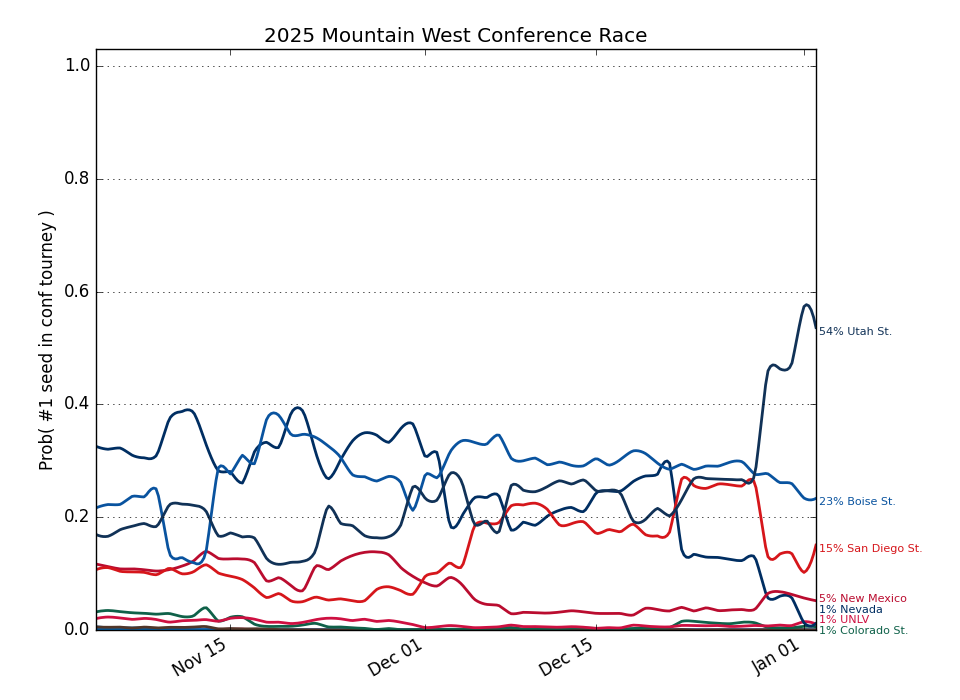 2025 Mountain West Conference Race
Prob( #1 seed in conf tourney )
1.0
0.8
0.6
0.4
0.2
0.0
54% Utah St.
23% Boise St.
15% San Diego St.
5% New Mexico
1% Nevada
1% UNLV
1% Colorado St.
Nov 15
Dec 01
Dec 15
Jan 01